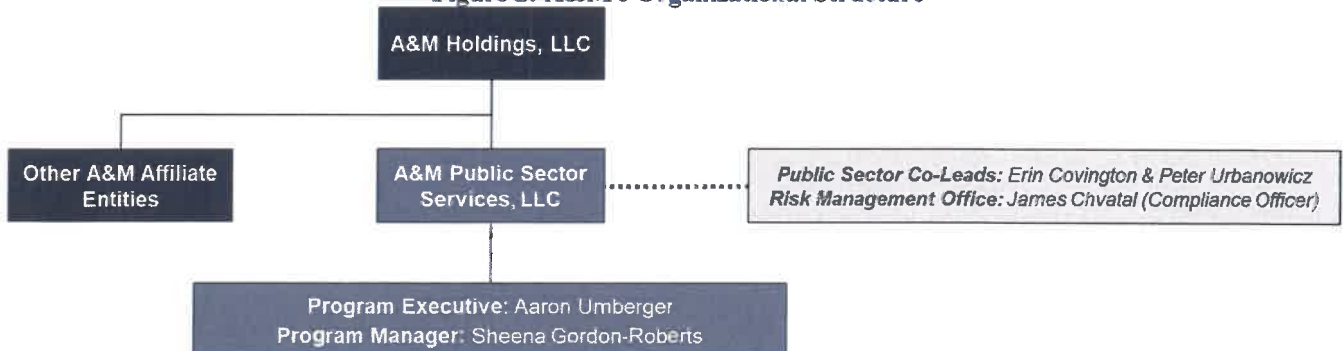 A&M Holdings, LLC
Other A&M Affiliate
Entities
A&M Public Sector
Services, LLC
Public Sector Co-Leads: Erin Covington & Peter Urbanowicz
Risk Management Office: James Chvatal (Compliance Officer)
Program Executive: Aaron Umberger
Program Manager: Sheena Gordon-Roberts